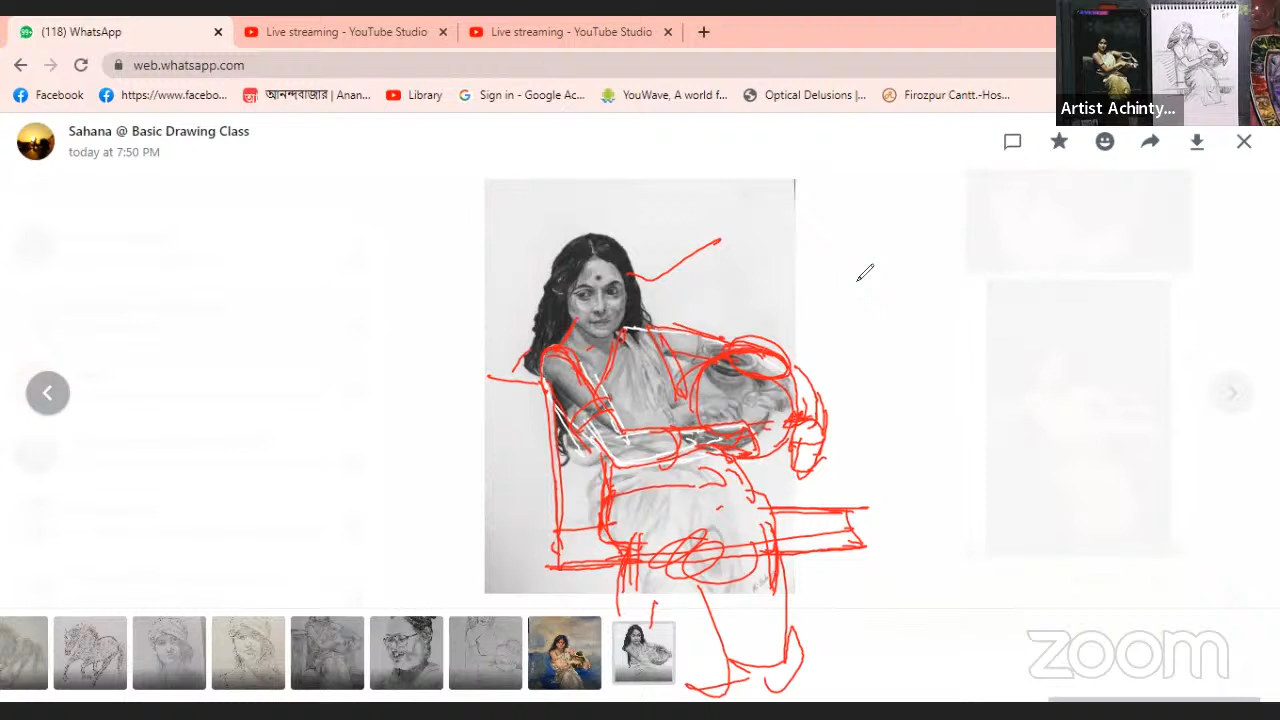 (118) WhatsApp
Live streaming - YouTube Studio
Live streaming - YouTube Studio
web.whatsapp.com
Facebook
https://www.facebo...
আনন্দবাজার | Anan...
Library
Sign in - Google Ac...
YouWave, A world f...
Optical Delusions |...
Firozpur Cantt.-Hos...
Artist Achinty...
Sahana @ Basic Drawing Class
today at 7:50 PM
zoom